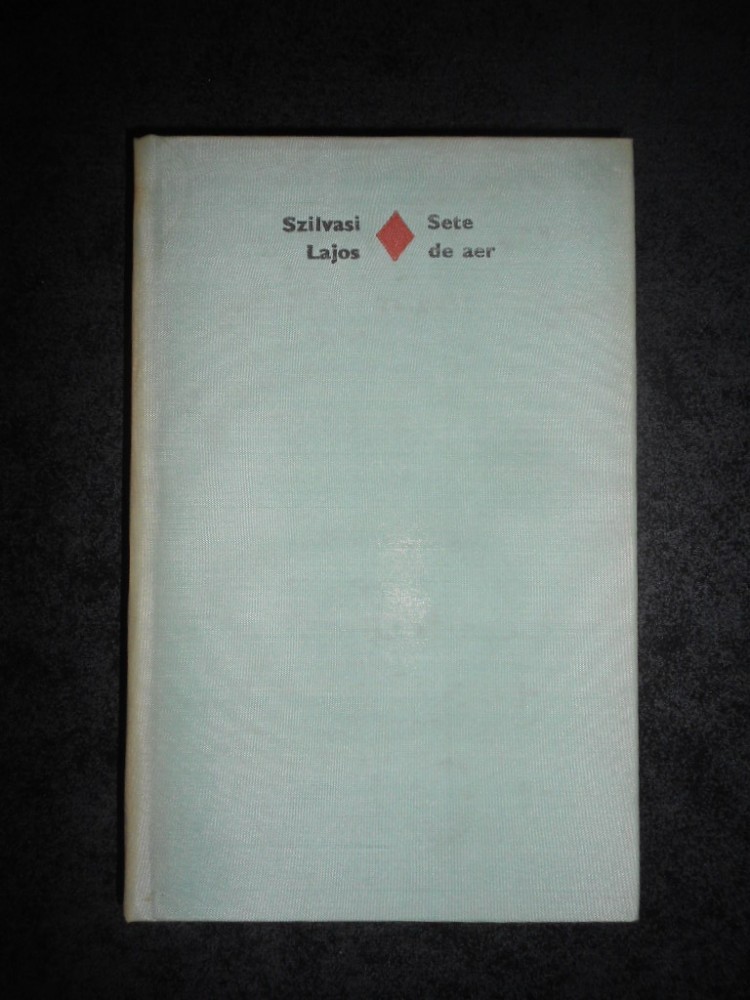 Szilvasi
Lajos
Sete
de aer